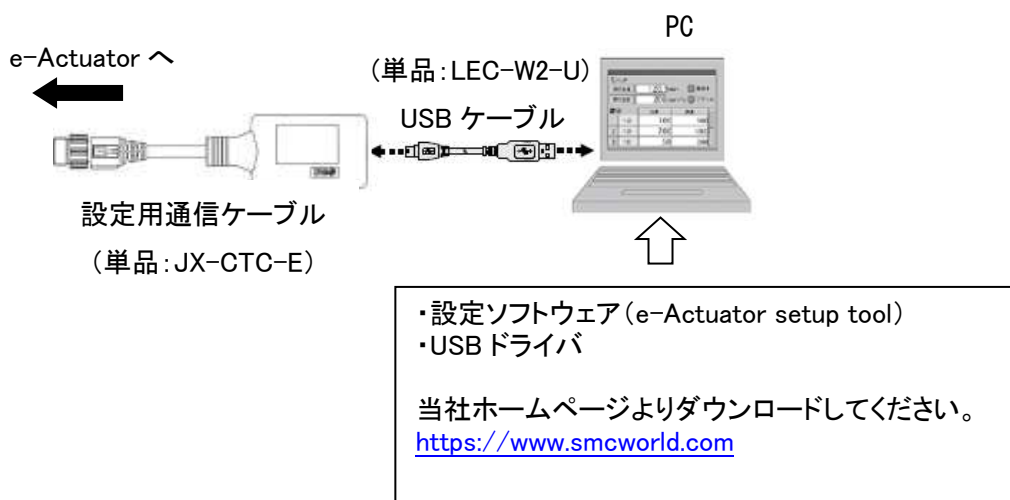 PC
e-Actuator へ
（単品：LEC-W2-U）
USB ケーブル
設定用通信ケーブル
（単品：JX-CTC-E）
・設定ソフトウェア（e-Actuator setup tool）
・USB ドライバ
当社ホームページよりダウンロードしてください。
https://www.smcworld.com